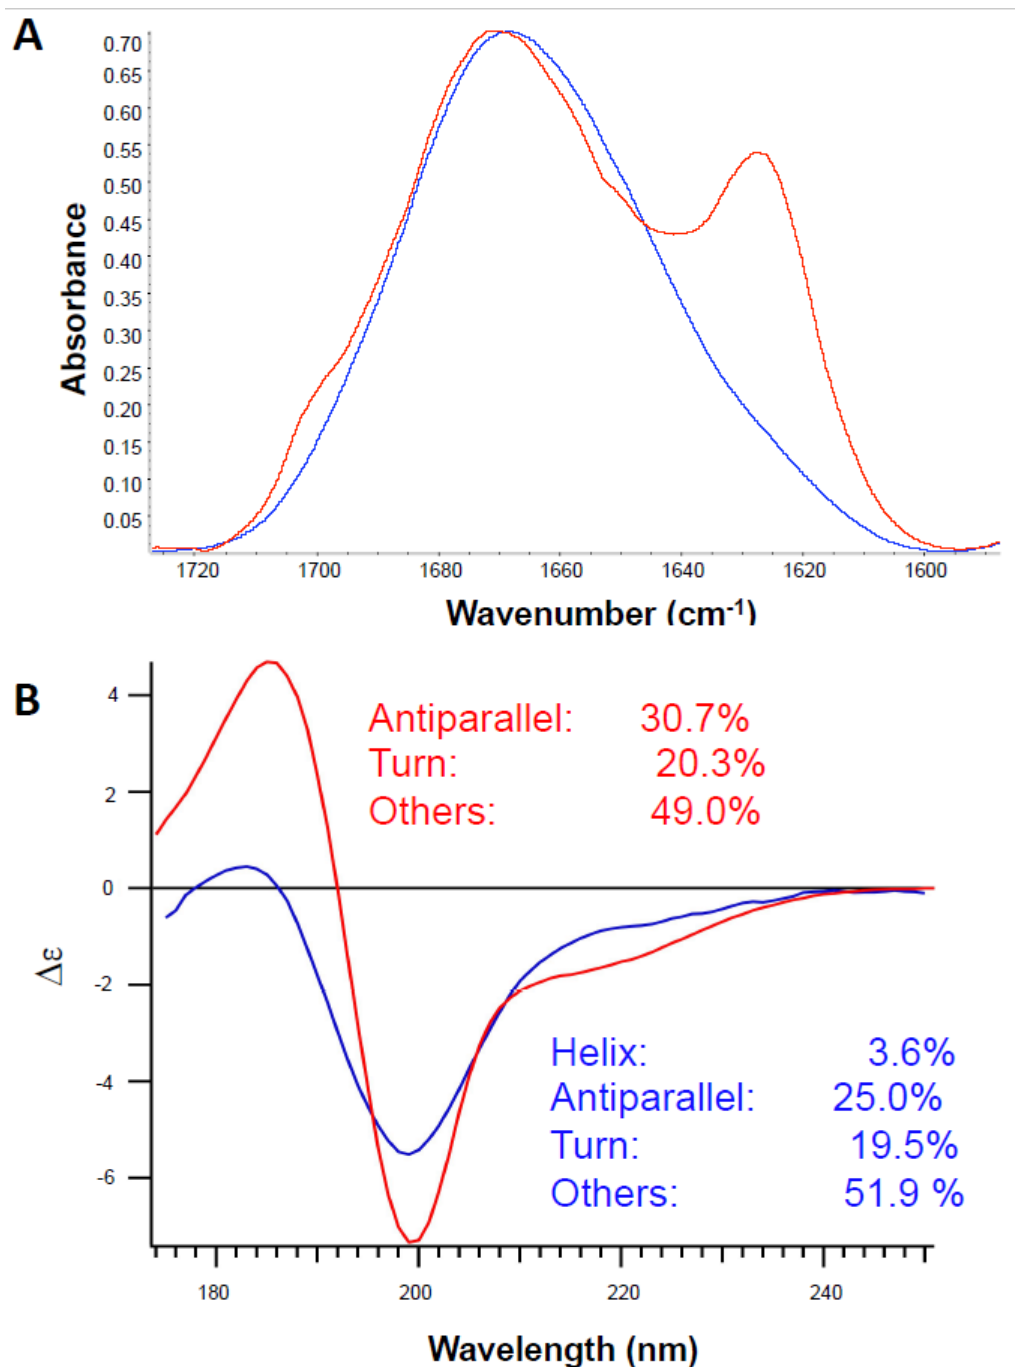 A
0.70
0.65
0.60
0.55
0.50
0.45
0.40
0.35
0.30
0.25
0.20
0.15
0.10
0.05
Absorbance
1720 1700 1680 1660 1640 1620 1600
Wavenumber (cm-1)
B
4
2
0
-2
-4
-6
Δε
Antiparallel: 30.7%
Turn: 20.3%
Others: 49.0%
Helix: 3.6%
Antiparallel: 25.0%
Turn: 19.5%
Others: 51.9 %
180 200 220 240
Wavelength (nm)